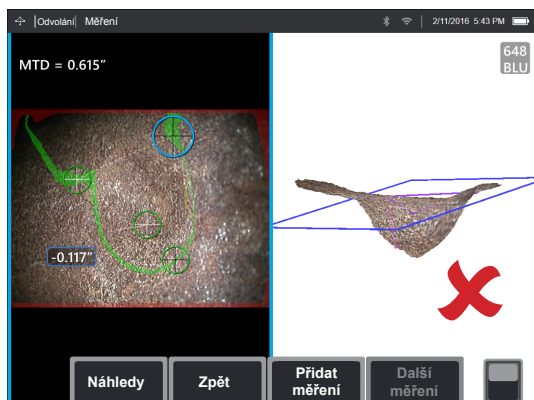 Odvolání Měření
2/11/2016 5:43 PM
MTD = 0.615”
648
BLU
-0.117”
Náhledy
Zpět
Přidat
měření
Další
měření